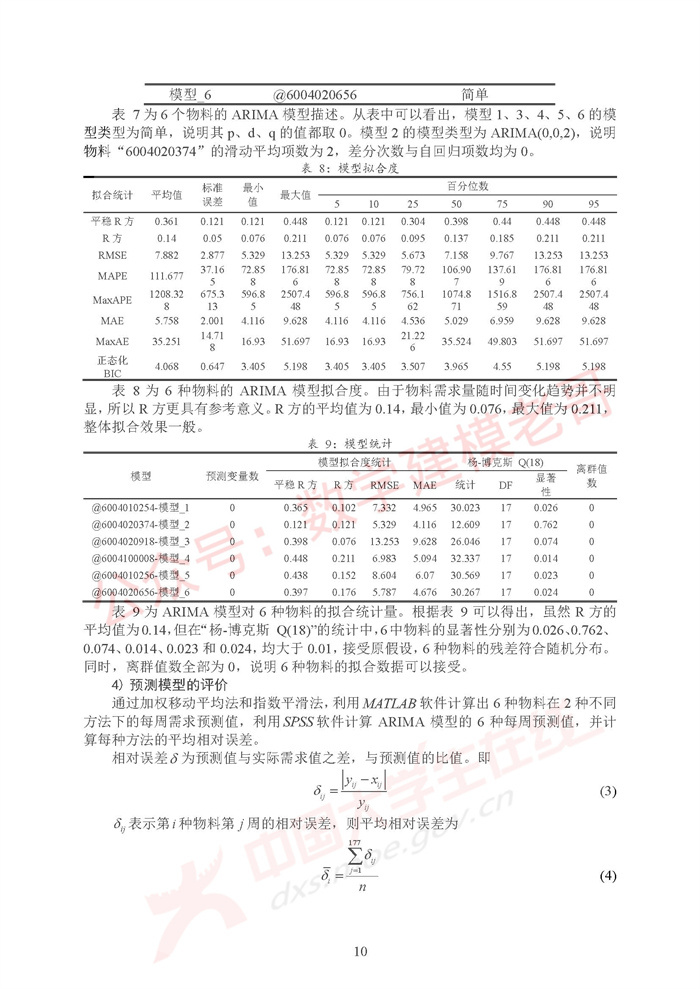 模型_6 @6004020656 简单
表 7 为 6 个物料的 ARIMA 模型描述。从表中可以看出，模型 1、3、4、5、6 的模
型类型为简单，说明其 p、d、q 的值都取 0。模型 2 的模型类型为 ARIMA(0,0,2)，说明
物料“6004020374”的滑动平均项数为 2，差分次数与自回归项数均为 0。
表 8：模型拟合度
拟合统计 平均值 标准误差 最小值 最大值 百分位数
5 10 25 50 75 90 95
平稳 R 方 0.361 0.121 0.121 0.448 0.121 0.121 0.304 0.398 0.44 0.448 0.448
R 方 0.14 0.05 0.076 0.211 0.076 0.076 0.095 0.137 0.185 0.211 0.211
RMSE 7.882 2.877 5.329 13.253 5.329 5.329 5.673 7.158 9.767 13.253 13.253
MAPE 111.677 37.165 72.858 176.816 72.858 72.858 79.728 106.907 137.619 176.816 176.816
MaxAPE 1208.328 675.313 596.85 2507.448 596.85 596.85 756.162 1074.871 1516.859 2507.448 2507.448
MAE 5.758 2.001 4.116 9.628 4.116 4.116 4.536 5.029 6.959 9.628 9.628
MaxAE 35.251 14.718 16.93 51.697 16.93 16.93 21.226 35.524 49.803 51.697 51.697
正态化 BIC 4.068 0.647 3.405 5.198 3.405 3.405 3.507 3.965 4.55 5.198 5.198
表 8 为 6 种物料的 ARIMA 模型拟合度。由于物料需求量随时间变化趋势并不明
显，所以 R 方更具有参考意义。R 方的平均值为 0.14，最小值为 0.076，最大值为 0.211，
整体拟合效果一般。
表 9：模型统计
模型 预测变量数 模型拟合度统计 杨-博克斯 Q(18) 离群值数
平稳 R 方 R 方 RMSE MAE 统计 DF 显著性
@6004010254-模型_1 0 0.365 0.102 7.332 4.965 30.023 17 0.026 0
@6004020374-模型_2 0 0.121 0.121 5.329 4.116 12.609 17 0.762 0
@6004020918-模型_3 0 0.398 0.076 13.253 9.628 26.046 17 0.074 0
@6004100008-模型_4 0 0.448 0.211 6.983 5.094 32.337 17 0.014 0
@6004010256-模型_5 0 0.438 0.152 8.604 6.07 30.569 17 0.023 0
@6004020656-模型_6 0 0.397 0.176 5.787 4.676 30.267 17 0.024 0
表 9 为 ARIMA 模型对 6 种物料的拟合统计量。根据表 9 可以得出，虽然 R 方的
平均值为 0.14，但在“杨-博克斯 Q(18)”的统计中，6 中物料的显著性分别为 0.026、0.762、
0.074、0.014、0.023 和 0.024，均大于 0.01，接受原假设，6 种物料的残差符合随机分布。
同时，离群值数全部为 0，说明 6 种物料的拟合数据可以接受。
4）预测模型的评价
通过加权移动平均法和指数平滑法，利用 MATLAB 软件计算出 6 种物料在 2 种不同
方法下的每周需求预测值，利用 SPSS 软件计算 ARIMA 模型的 6 种每周预测值，并计
算每种方法的平均相对误差。
相对误差 δ 为预测值与实际需求值之差，与预测值的比值。即
δij = |yij − xij| / yij (3)
δij 表示第 i 种物料第 j 周的相对误差，则平均相对误差为
δ̄i = ∑_{j=1}^{177} δij / n (4)
10
公众号：数学建模老哥